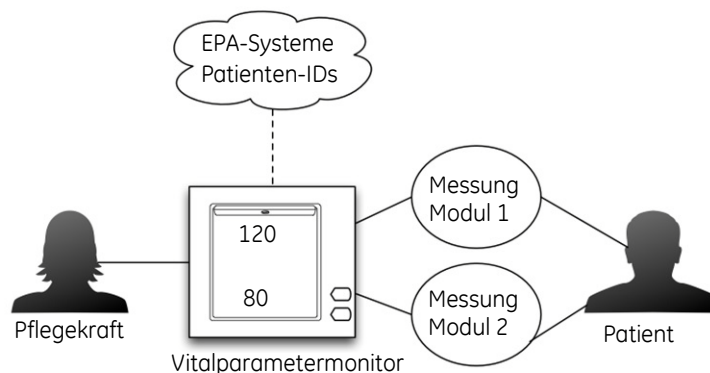 EPA-Systeme
Patienten-IDs
120
80
Messung
Modul 1
Messung
Modul 2
Pflegekraft
Vitalparametermonitor
Patient